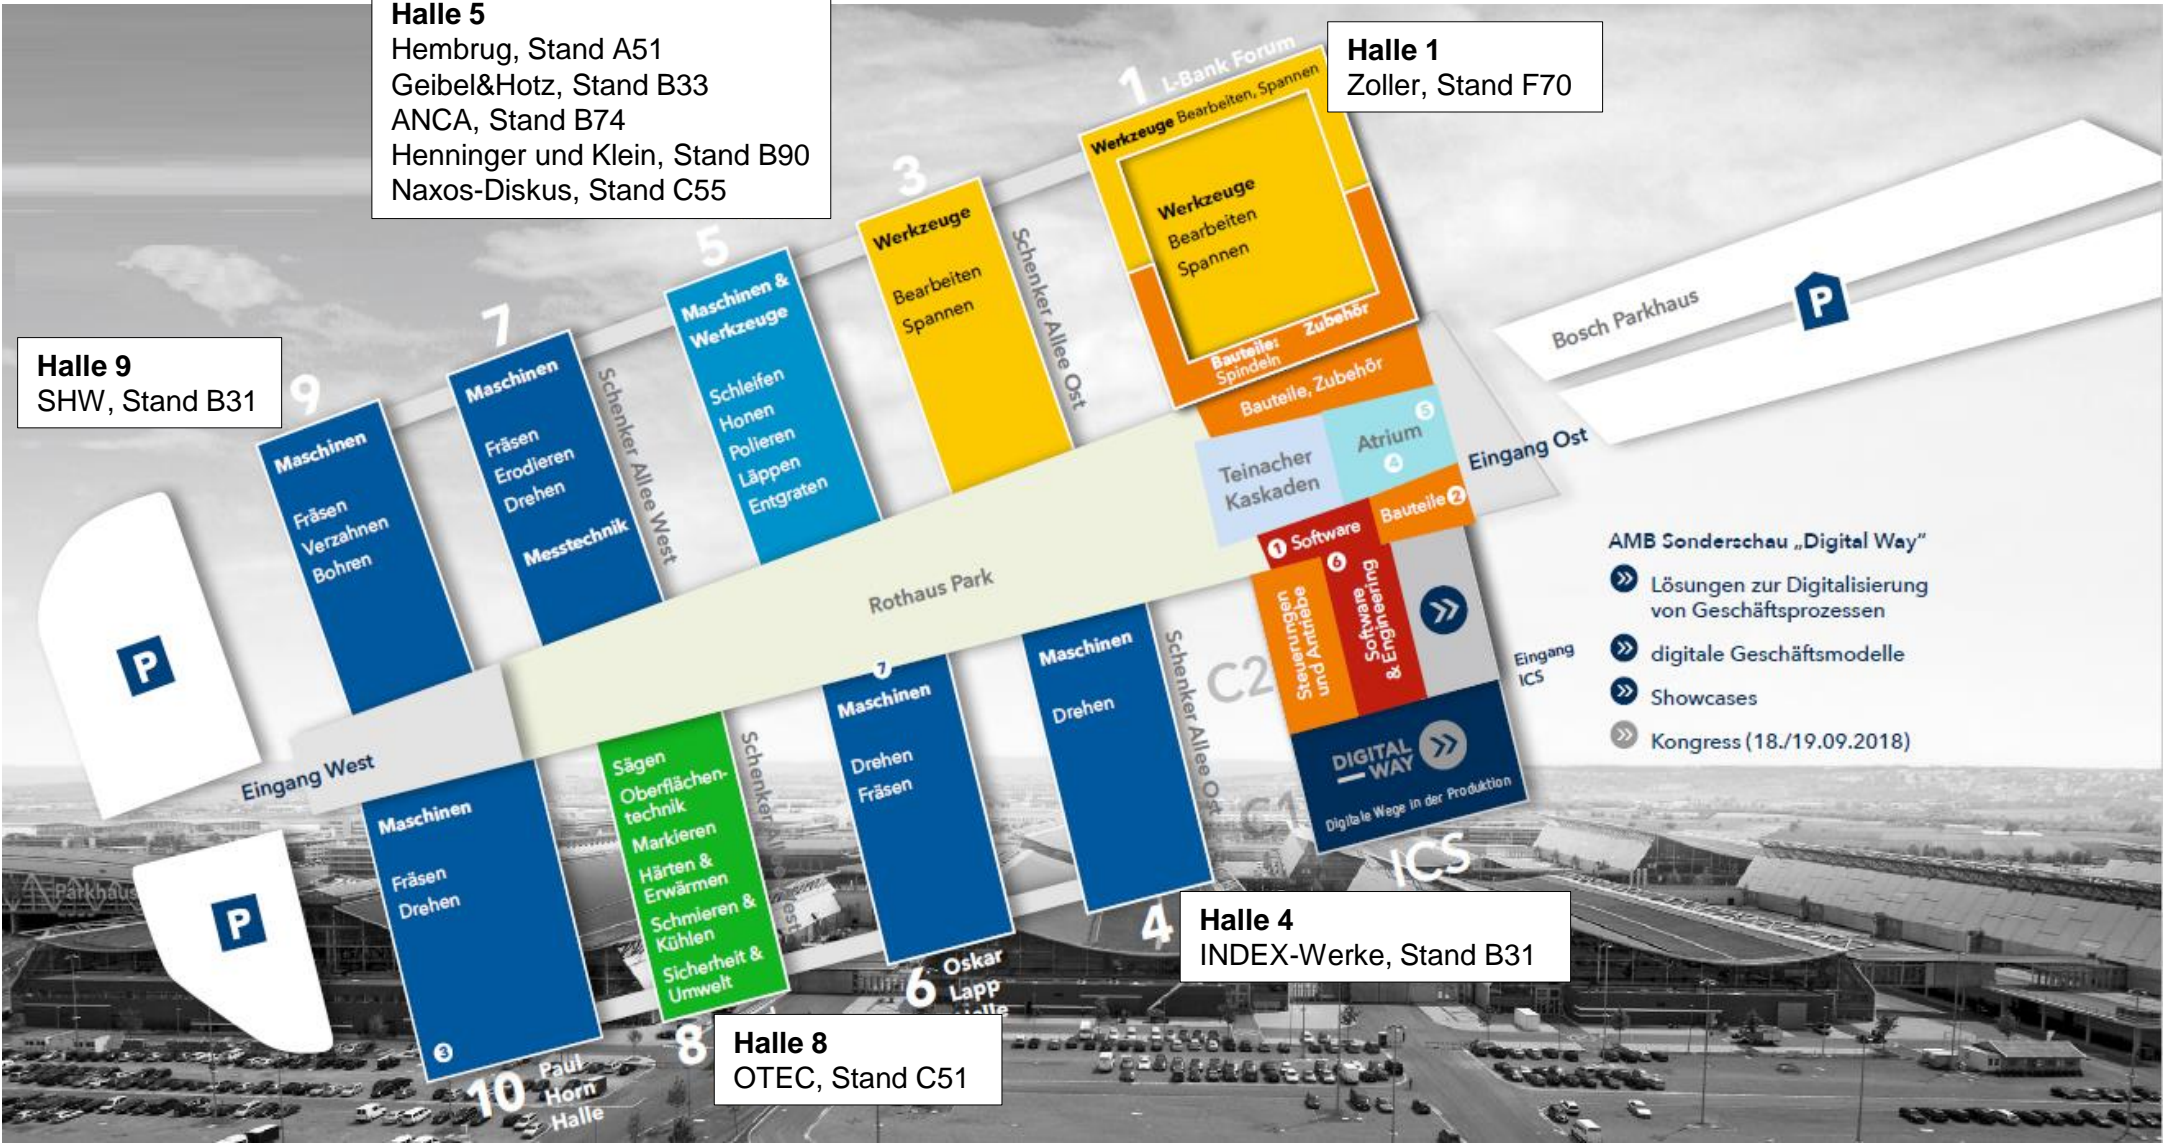 Halle 5
Hembrug, Stand A51
Geibel&Hotz, Stand B33
ANCA, Stand B74
Henninger und Klein, Stand B90
Naxos-Diskus, Stand C55
Halle 1
Zoller, Stand F70
Halle 9
SHW, Stand B31
1 L-Bank Forum
Werkzeuge Bearbeiten, Spannen
Werkzeuge
Bearbeiten
Spannen
Zubehör
Bauteile:
Spindeln
Bauteile, Zubehör
3
Werkzeuge
Bearbeiten
Spannen
Schenker Allee Ost
5
Maschinen &
Werkzeuge
Schleifen
Honen
Polieren
Läppen
Entgraten
7
Maschinen
Fräsen
Erodieren
Drehen
Messtechnik
Schenker Allee West
9
Maschinen
Fräsen
Verzahnen
Bohren
P
P
Parkhaus
Bosch Parkhaus
P
Eingang Ost
Atrium
5
4
Teinacher
Kaskaden
Bauteile 2
1 Software
6
Software
& Engineering
Steuerungen
und Antriebe
Eingang
ICS
C2
C1
DIGITAL
WAY
Digitale Wege in der Produktion
ICS
Rothaus Park
Eingang West
7
Maschinen
Drehen
Schenker Allee Ost
4
Maschinen
Drehen
Fräsen
6 Oskar
Lapp
Sägen
Oberflächen-
technik
Markieren
Härten &
Erwärmen
Schmieren &
Kühlen
Sicherheit &
Umwelt
8
Schenker Allee West
Maschinen
Fräsen
Drehen
3
10 Paul
Horn
Halle
AMB Sonderschau „Digital Way“
Lösungen zur Digitalisierung
von Geschäftsprozessen
digitale Geschäftsmodelle
Showcases
Kongress (18./19.09.2018)
Halle 4
INDEX-Werke, Stand B31
Halle 8
OTEC, Stand C51